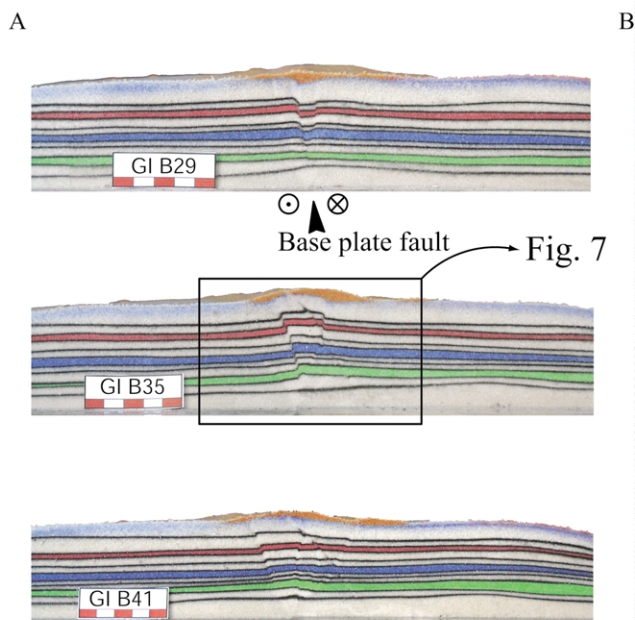 A
B
GI B29
Base plate fault
Fig. 7
GI B35
GI B41